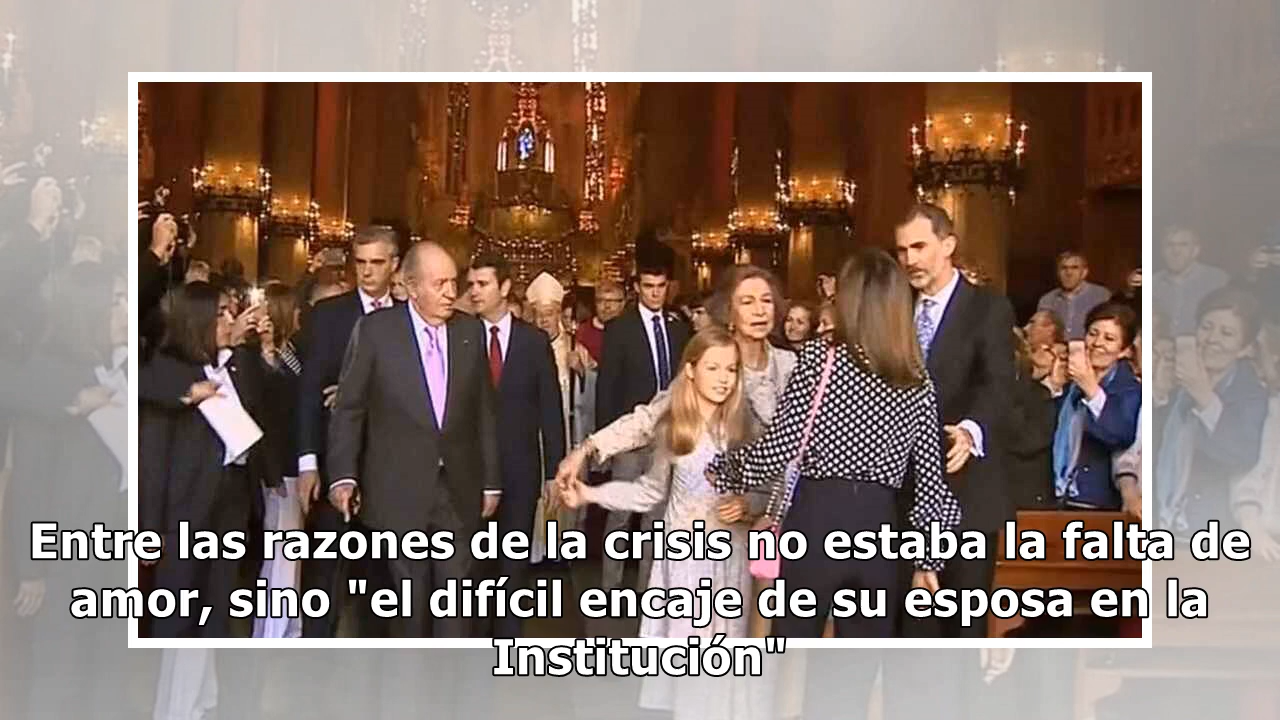 Entre las razones de la crisis no estaba la falta de
amor, sino "el difícil encaje de su esposa en la
Institución"